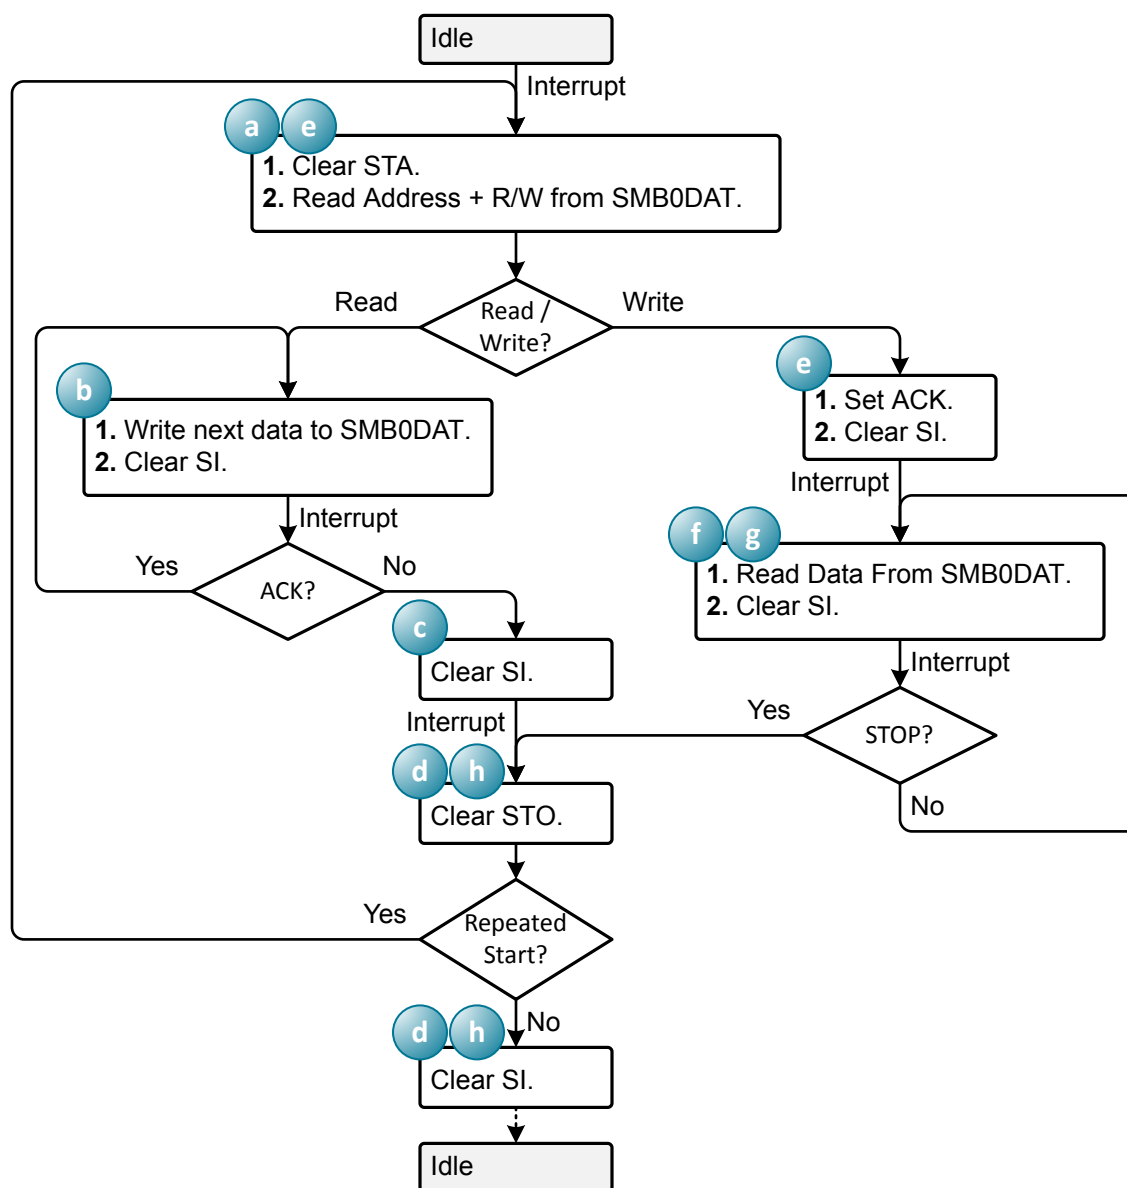 Idle
Interrupt
a e
1. Clear STA.
2. Read Address + R/W from SMB0DAT.
Read
Read /
Write?
Write
b
1. Write next data to SMB0DAT.
2. Clear SI.
e
1. Set ACK.
2. Clear SI.
Interrupt
Interrupt
f g
1. Read Data From SMB0DAT.
2. Clear SI.
Yes
ACK?
No
c
Clear SI.
Interrupt
Interrupt
Yes
STOP?
No
d h
Clear STO.
Yes
Repeated
Start?
No
d h
Clear SI.
Idle